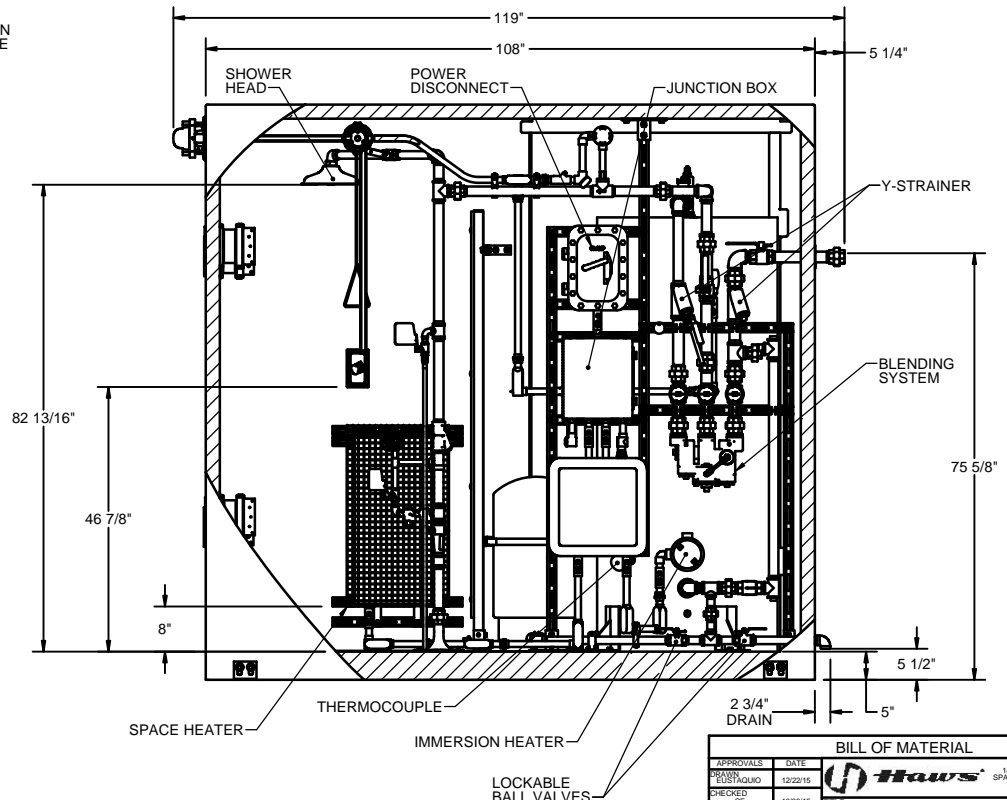 N
E
119"
108"
5 1/4"
SHOWER
HEAD
POWER
DISCONNECT
JUNCTION BOX
Y-STRAINER
BLENDING
SYSTEM
82 13/16"
46 7/8"
75 5/8"
8"
5 1/2"
2 3/4"
DRAIN
5"
SPACE HEATER
THERMOCOUPLE
IMMERSION HEATER
LOCKABLE
BALL VALVES
BILL OF MATERIAL
APPROVALS DATE
DRAWN
EUSTAQUIO 12/22/15
Haws
SPA
CHECKED